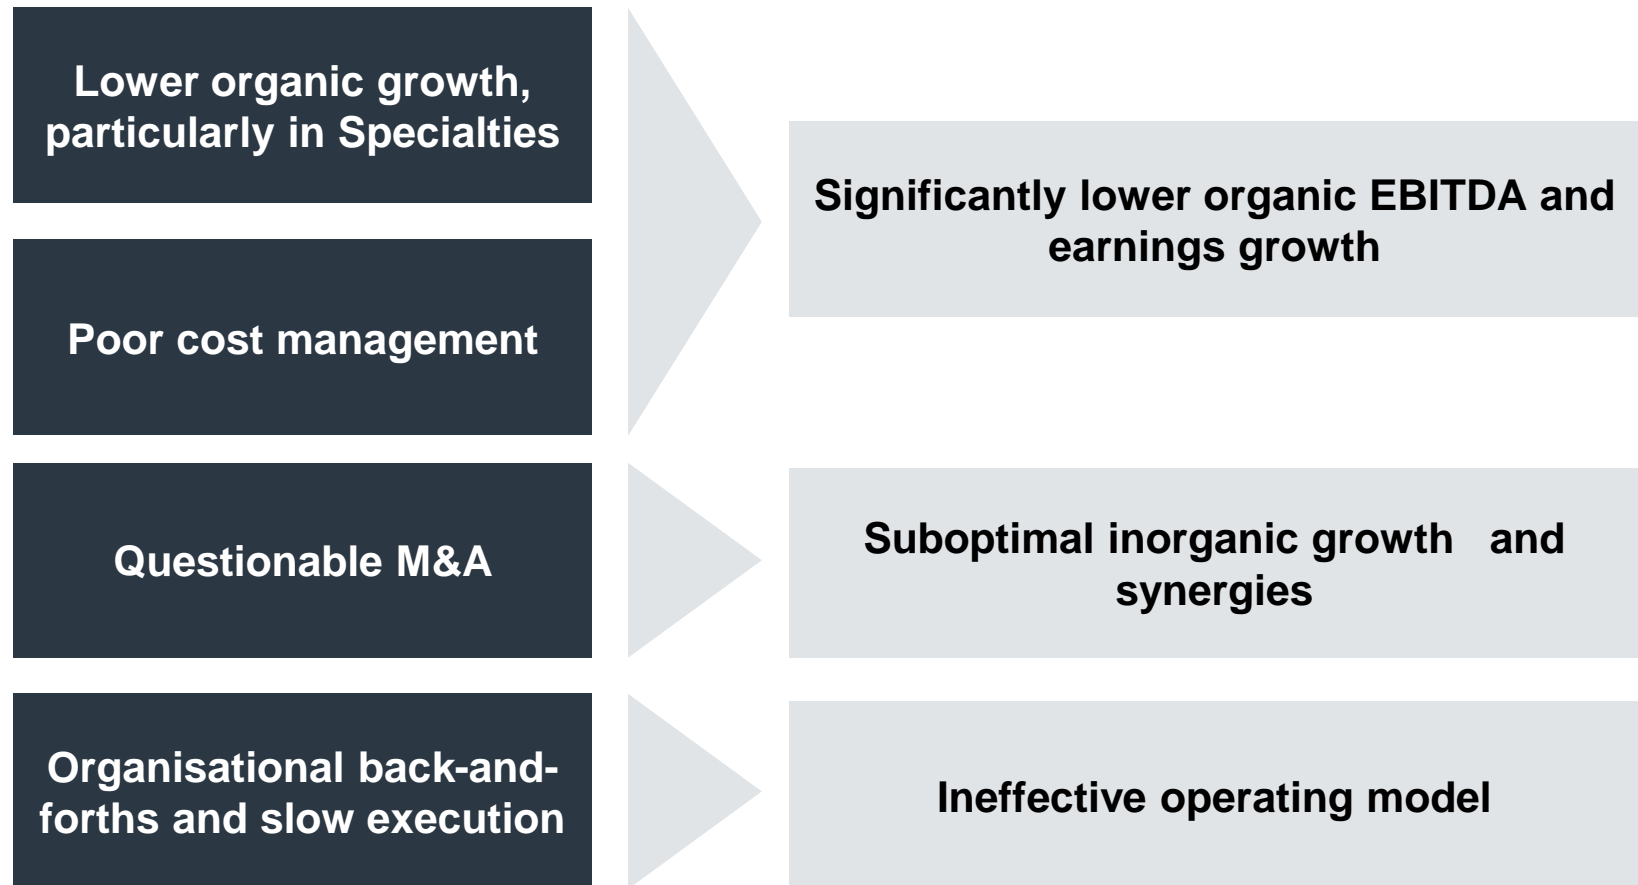 Lower organic growth,
particularly in Specialties
Significantly lower organic EBITDA and
earnings growth
Poor cost management
Questionable M&A
Suboptimal inorganic growth   and
synergies
Organisational back-and-
forths and slow execution
Ineffective operating model